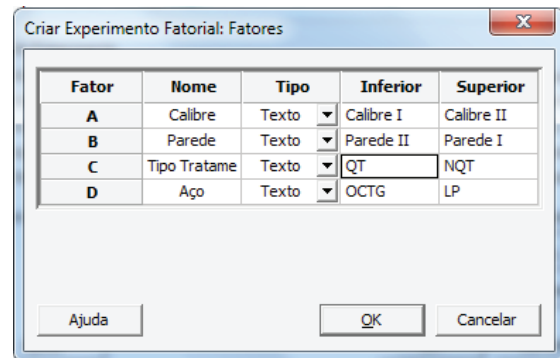 Criar Experimento Fatorial: Fatores
Fator Nome Tipo Inferior Superior
A Calibre Texto Calibre I Calibre II
B Parede Texto Parede II Parede I
C Tipo Tratame Texto QT NQT
D Aço Texto OCTG LP
Ajuda OK Cancelar